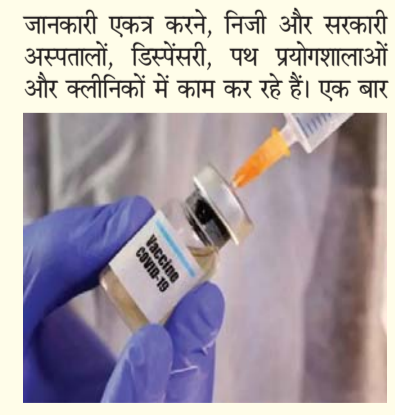 जानकारी एकत्र करने, निजी और सरकारी
अस्पतालों, डिस्पेंसरी, पथ प्रयोगशालाओं
और क्लीनिकों में काम कर रहे हैं। एक बार
Vaccine
COVID-19